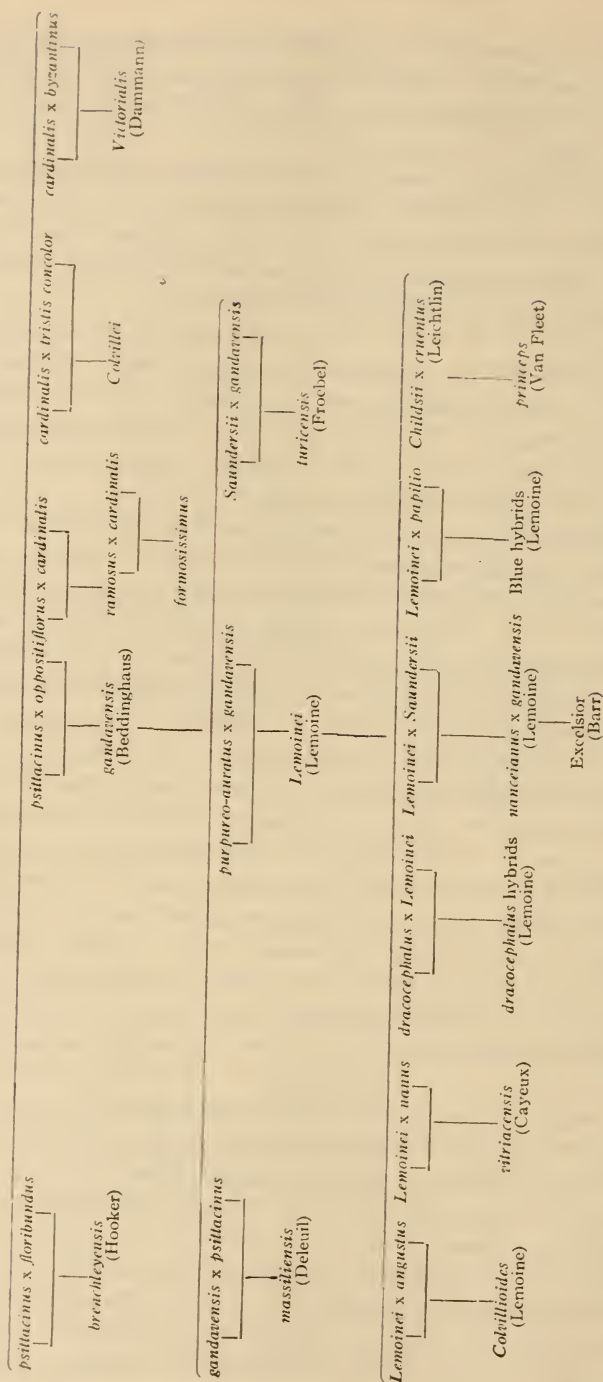 psittacinus x floribundus
brenchleyensis
(Hooker)
psittacinus x oppositiflorus x cardinalis
gandavensis
(Beddinghaus)
ramosus x cardinalis
formosissimus
cardinalis x tristis concolor
Colvillei
cardinalis x byzantinus
Victorialis
(Dammann)
gandavensis x psittacinus
massiliensis
(Deleuil)
purpureo-auratus x gandavensis
Lemoinei
(Lemoine)
Saundersii x gandavensis
turicensis
(Froebel)
Lemoinei x angustus
Colvillioides
(Lemoine)
Lemoinei x nanus
vitriacensis
(Cayeux)
dracocephalus x Lemoinei
dracocephalus hybrids
(Lemoine)
Lemoinei x Saundersii
nanceianus x gandavensis
(Lemoine)
Excelsior
(Barr)
Lemoinei x papilio
Blue hybrids
(Lemoine)
Childsii x cruentus
(Leichtlin)
princeps
(Van Fleet)